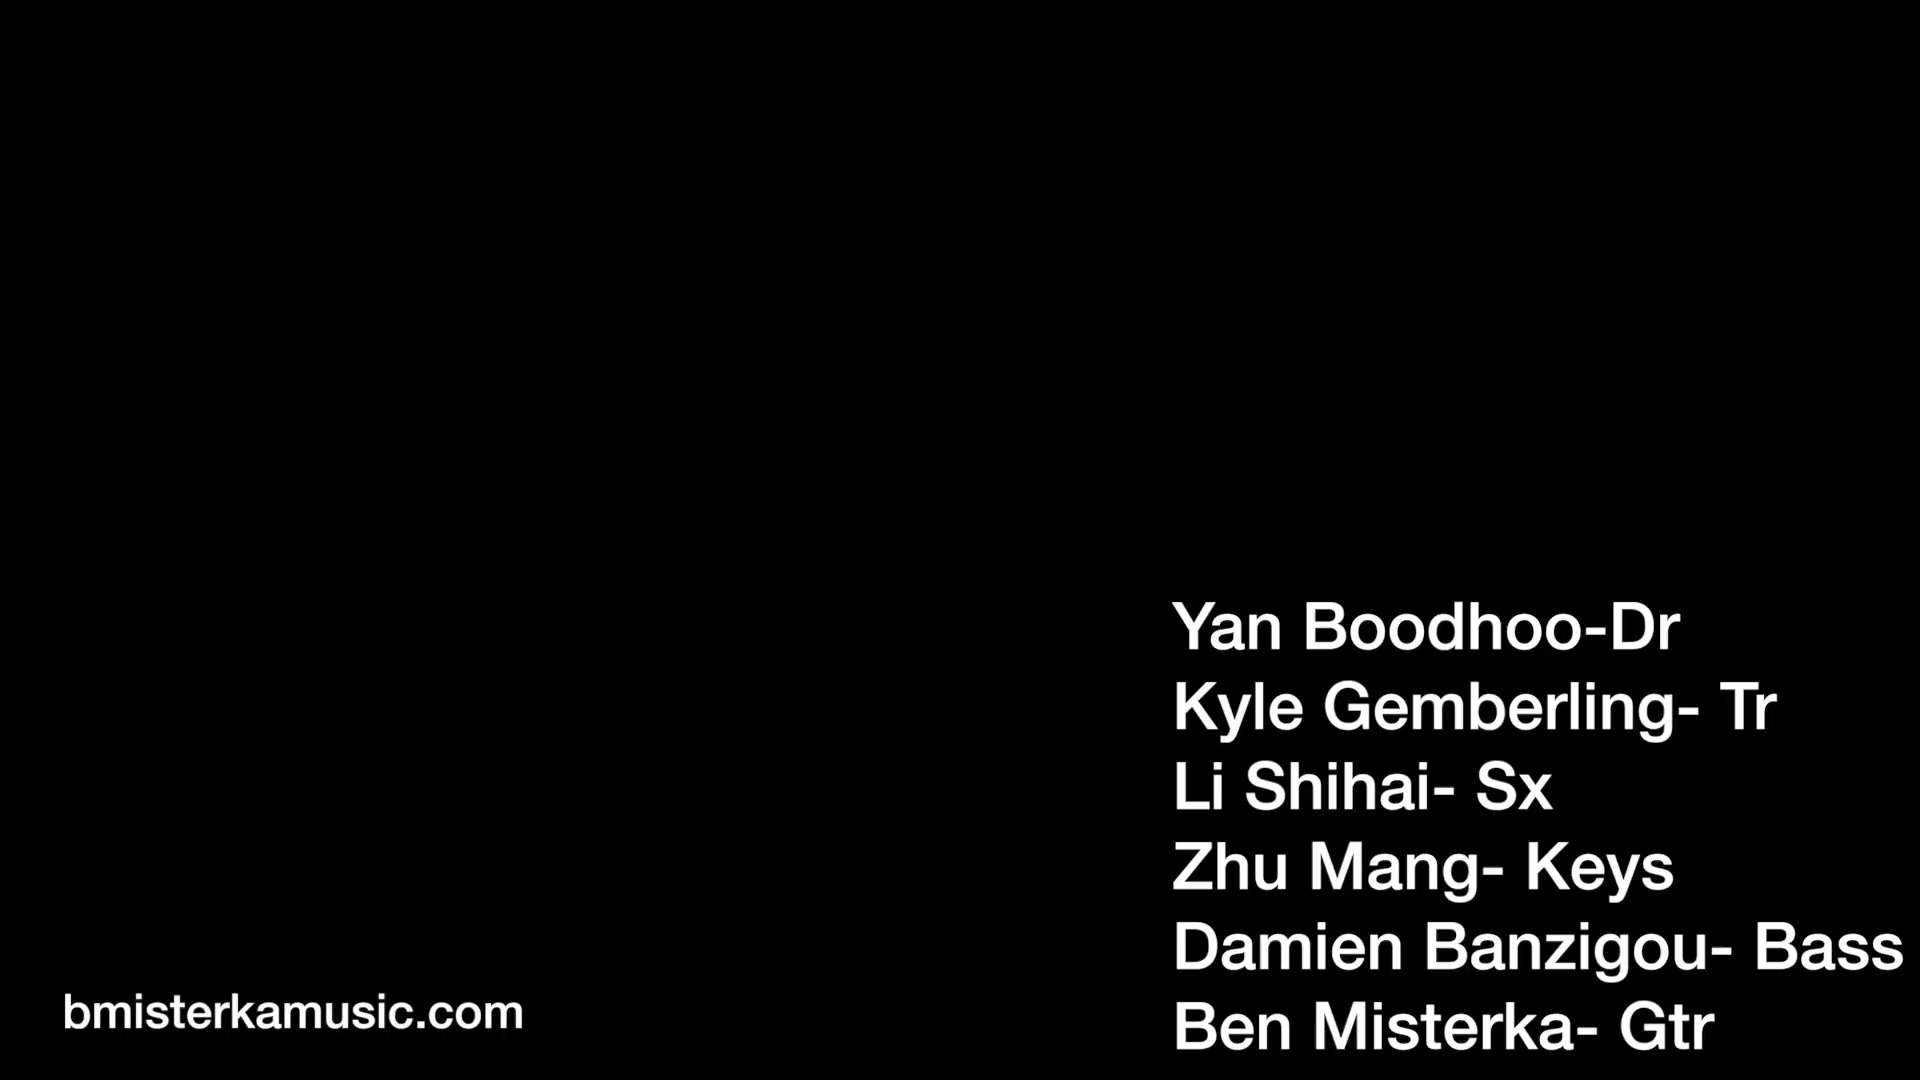 Yan Boodhoo-Dr
Kyle Gemberling- Tr
Li Shihai- Sx
Zhu Mang- Keys
Damien Banzigou- Bass
Ben Misterka- Gtr
bmisterkamusic.com